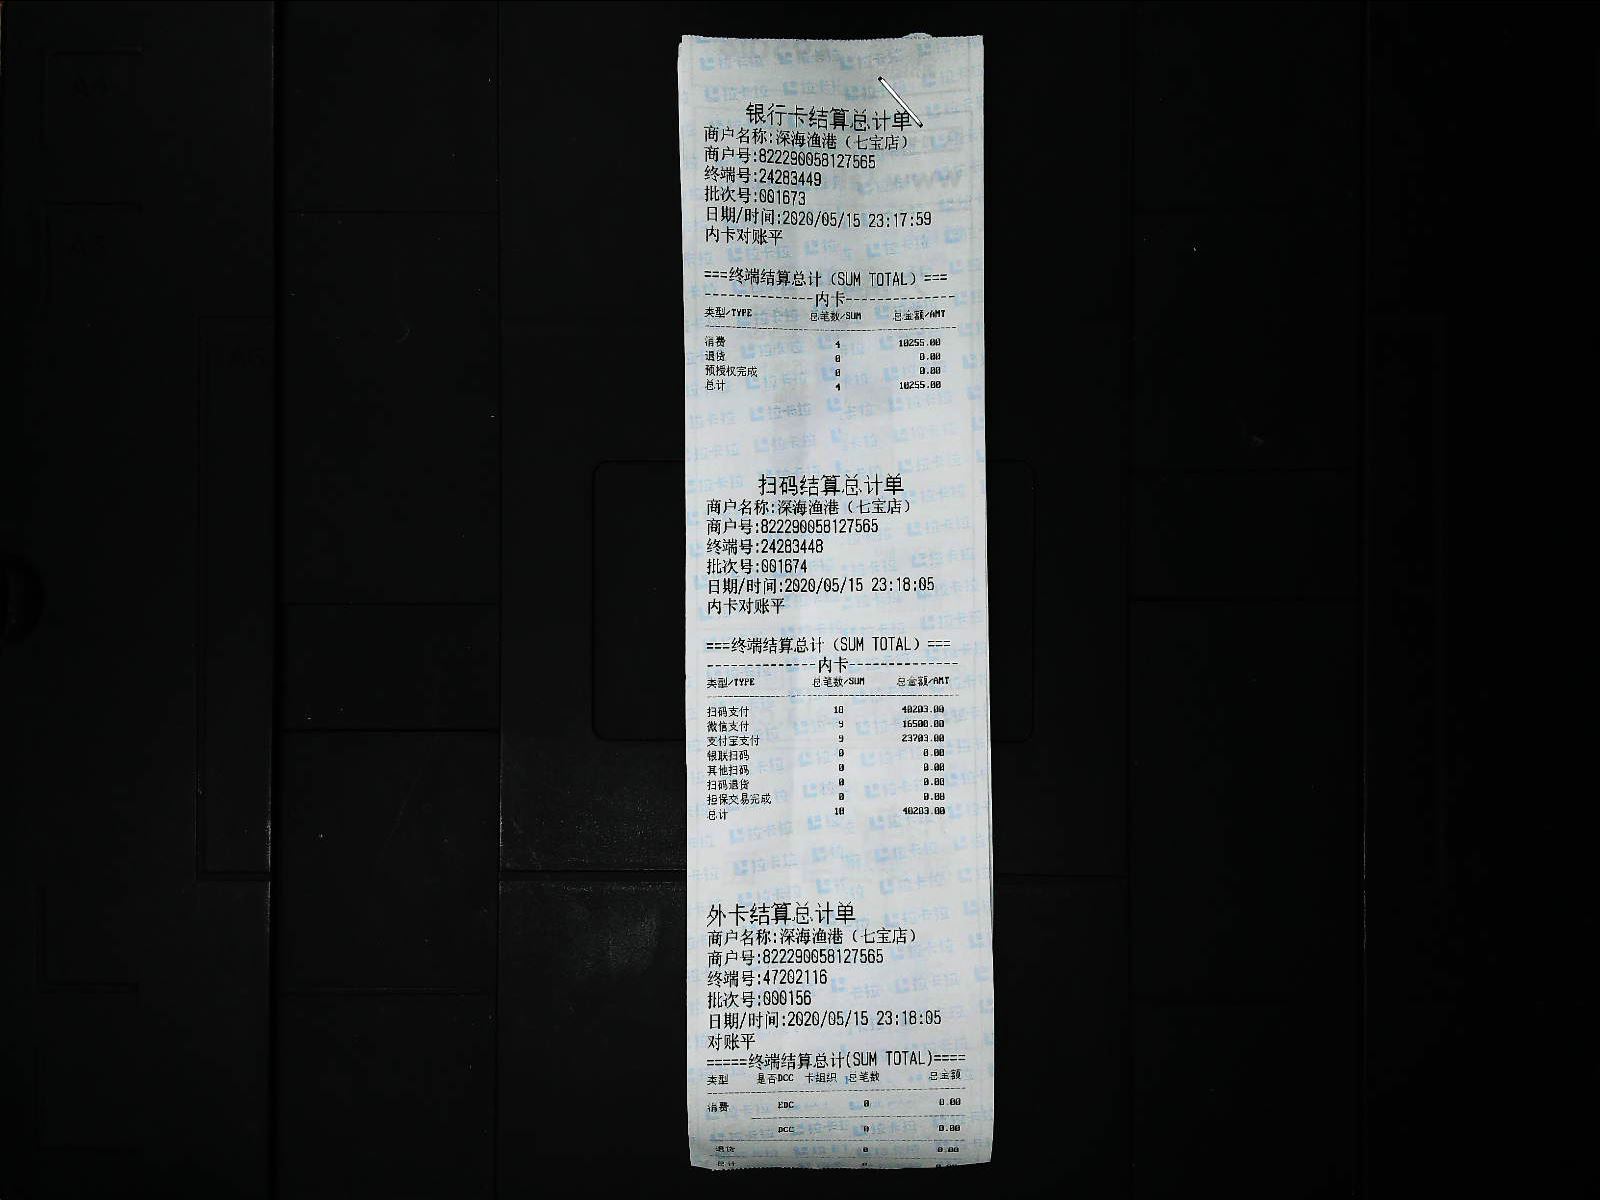 银行卡结算总计单
商户名称:深海渔港（七宝店）
商户号:822290058127565
终端号:24283449
批次号:001673
日期/时间:2020/05/15 23:17:59
内卡对账平
===终端结算总计（SUM TOTAL）===
--------------内卡--------------
类型/TYPE 总笔数/SUM 总金额/AMT
消费 4 10255.00
退货 0 0.00
预授权完成 0 0.00
总计 4 10255.00
扫码结算总计单
商户名称:深海渔港（七宝店）
商户号:822290058127565
终端号:24283448
批次号:001674
日期/时间:2020/05/15 23:18:05
内卡对账平
===终端结算总计（SUM TOTAL）===
--------------内卡--------------
类型/TYPE 总笔数/SUM 总金额/AMT
扫码支付 18 40203.00
微信支付 9 16500.00
支付宝支付 9 23703.00
银联扫码 0 0.00
其他扫码 0 0.00
扫码退货 0 0.00
担保交易完成 0 0.00
总计 18 40203.00
外卡结算总计单
商户名称:深海渔港（七宝店）
商户号:822290058127565
终端号:47202116
批次号:000156
日期/时间:2020/05/15 23:18:05
对账平
=====终端结算总计(SUM TOTAL)====
类型 是否DCC 卡组织 总笔数 总金额
消费 EDC 0 0.00
DCC 0 0.00
退货 0 0.00
总计